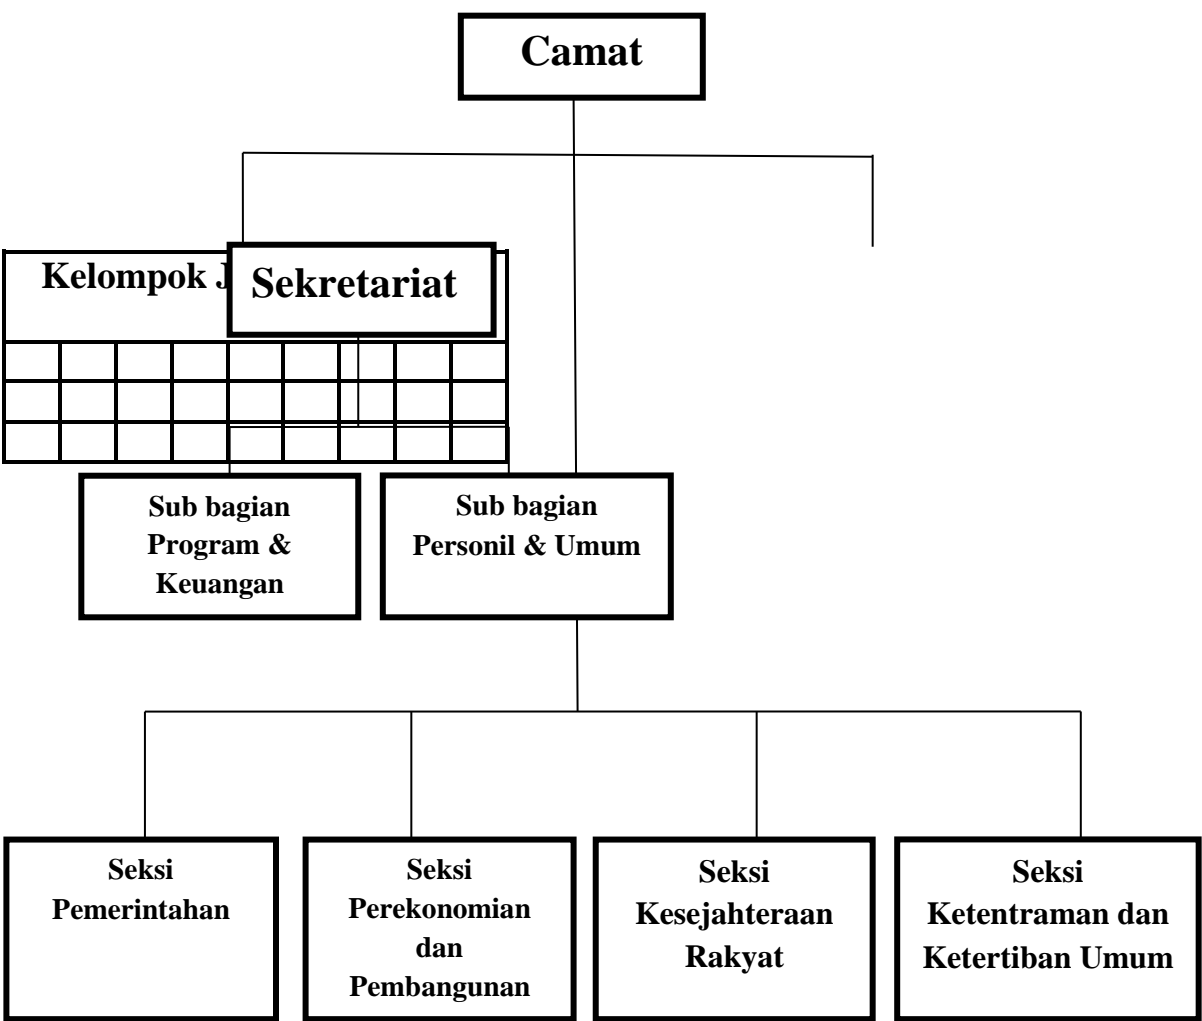 Camat
Kelompok J
Sekretariat
Sub bagian
Program &
Keuangan
Sub bagian
Personil & Umum
Seksi
Pemerintahan
Seksi
Perekonomian
dan
Pembangunan
Seksi
Kesejahteraan
Rakyat
Seksi
Ketentraman dan
Ketertiban Umum